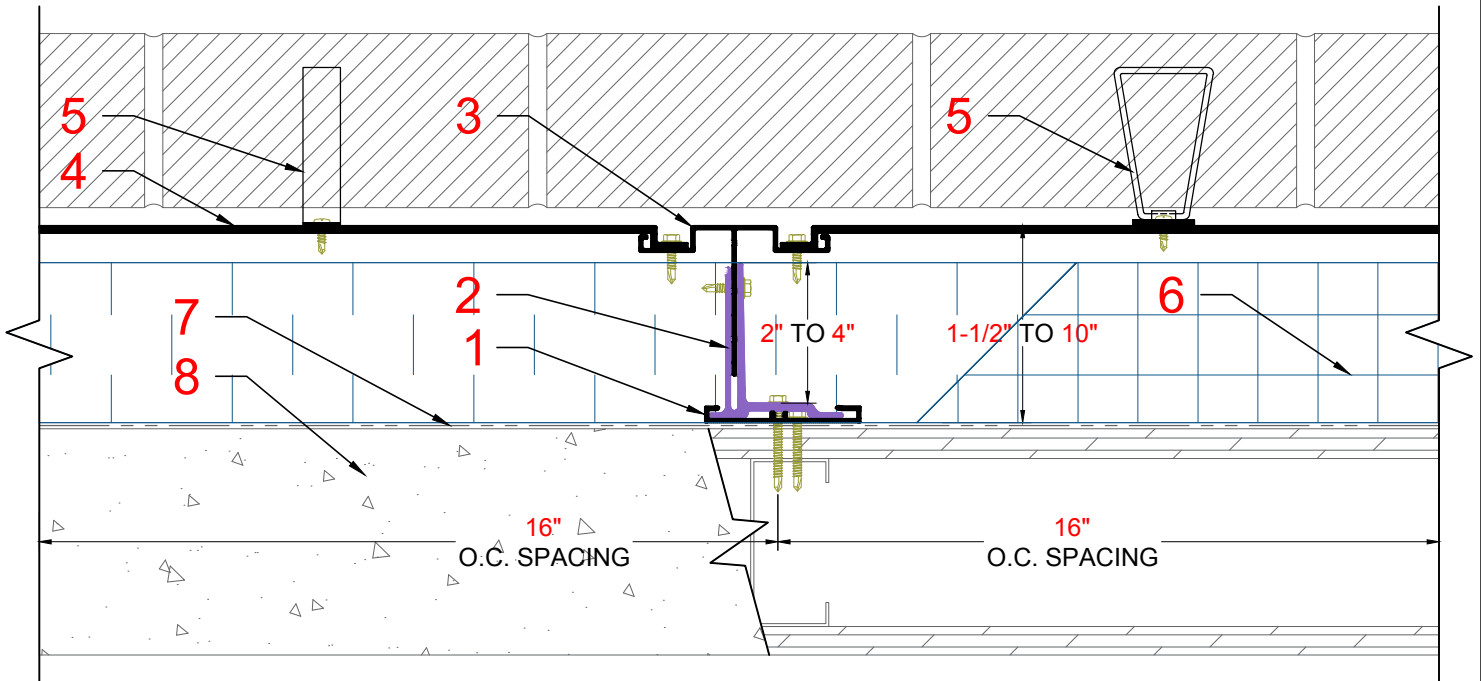 5
3
5
4
2
6
7
1
8
2" TO 4"
1-1/2" TO 10"
16"
O.C. SPACING
16"
O.C. SPACING